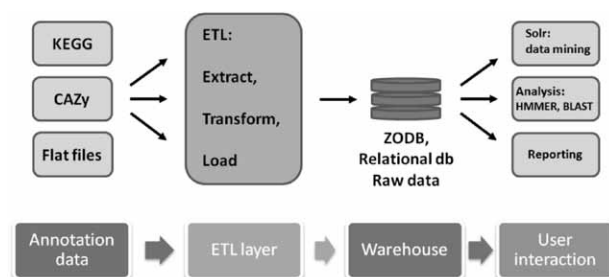 KEGG
CAZy
Flat files
ETL:
Extract,
Transform,
Load
ZODB,
Relational db
Raw data
Solr:
data mining
Analysis:
HMMER, BLAST
Reporting
Annotation
data
ETL layer
Warehouse
User
interaction